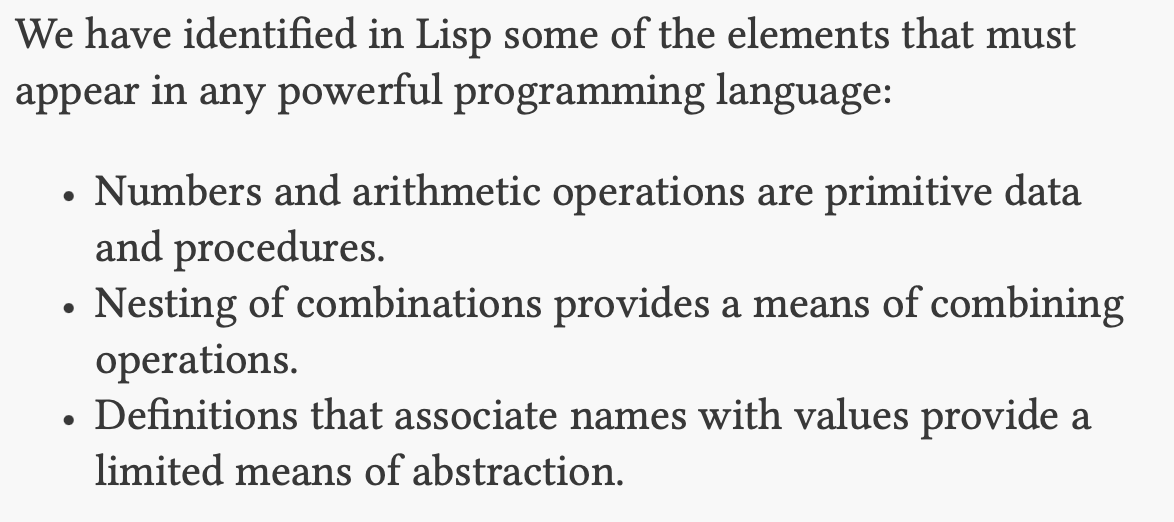 We have identified in Lisp some of the elements that must
appear in any powerful programming language:
• Numbers and arithmetic operations are primitive data
and procedures.
• Nesting of combinations provides a means of combining
operations.
• Definitions that associate names with values provide a
limited means of abstraction.